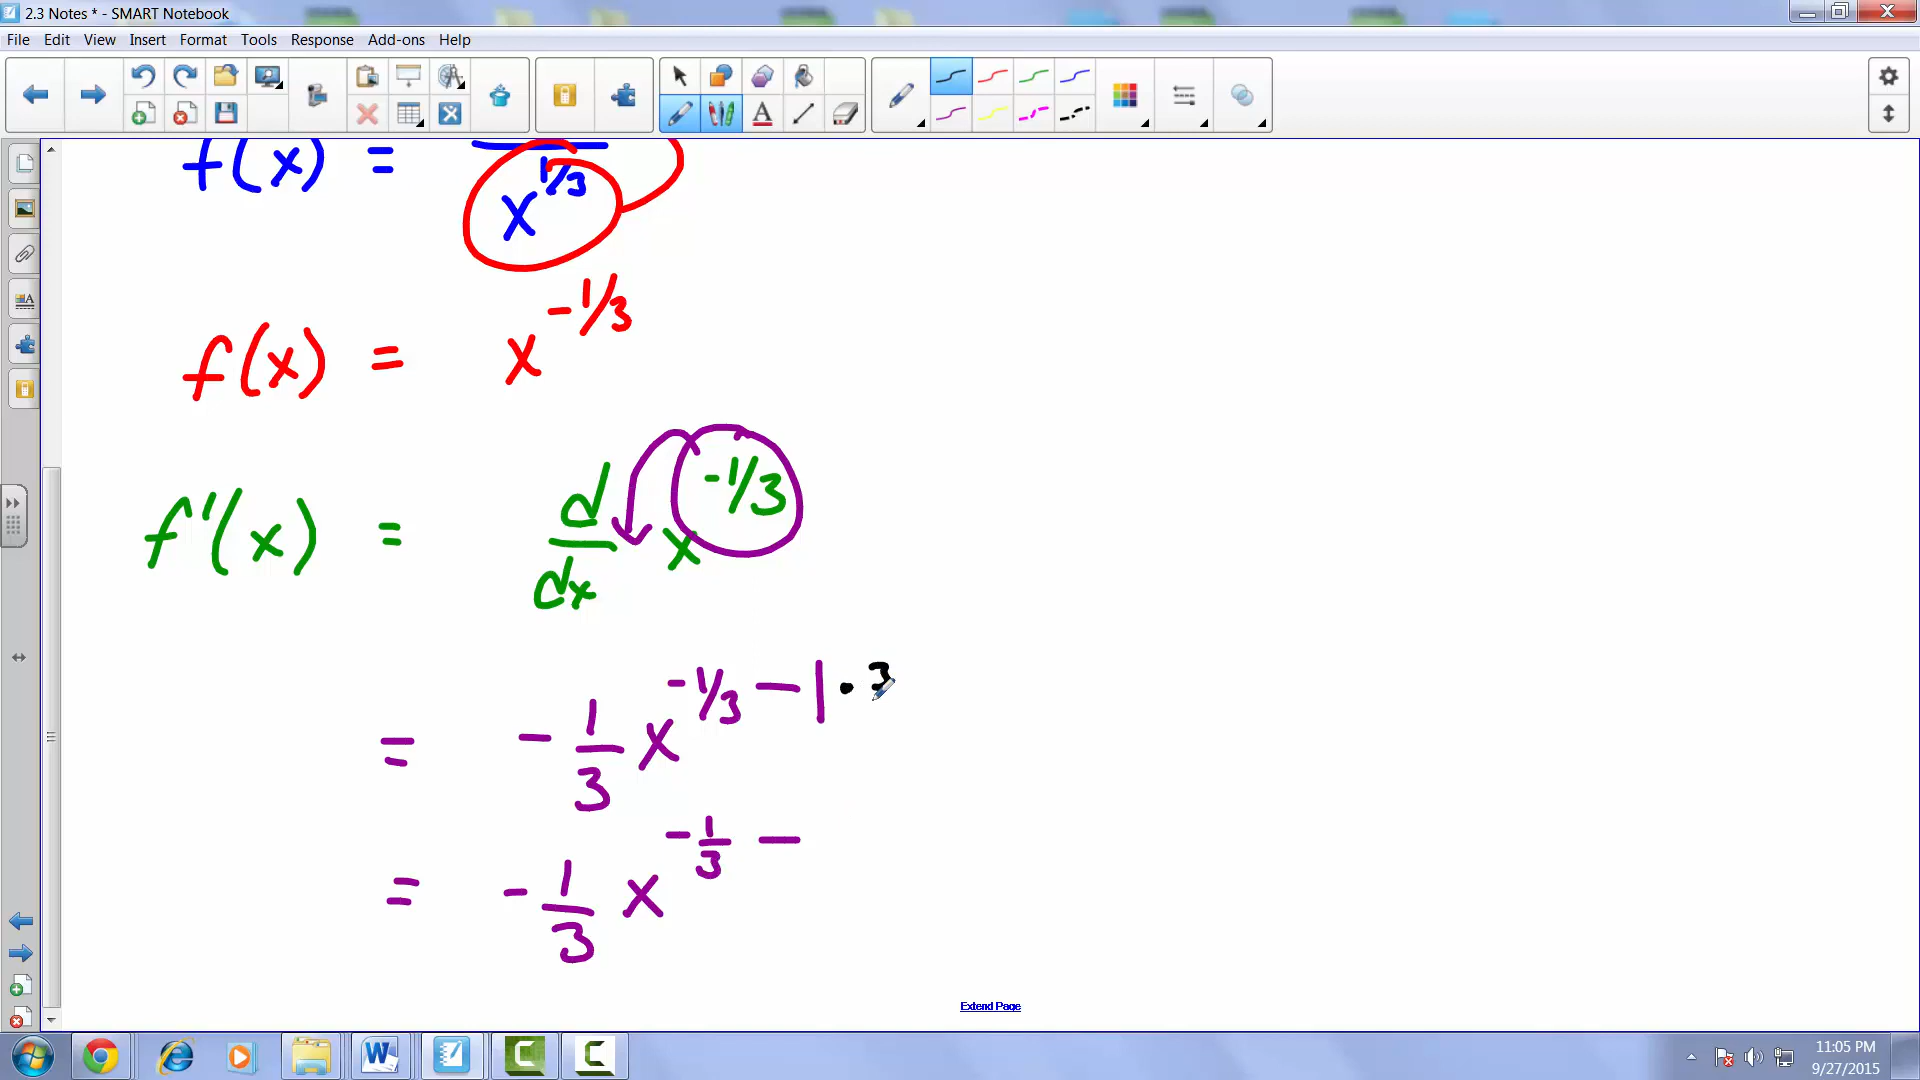 2.3 Notes * - SMART Notebook
File Edit View Insert Format Tools Response Help Add-ons
f(x) = x^1/3
f(x) = x^-1/3
f'(x) = d/dx x^-1/3
= -1/3 x^-1/3 - 1 · 3
= -1/3 x^-1/3 -
Extend Page
11:05 PM
9/27/2015